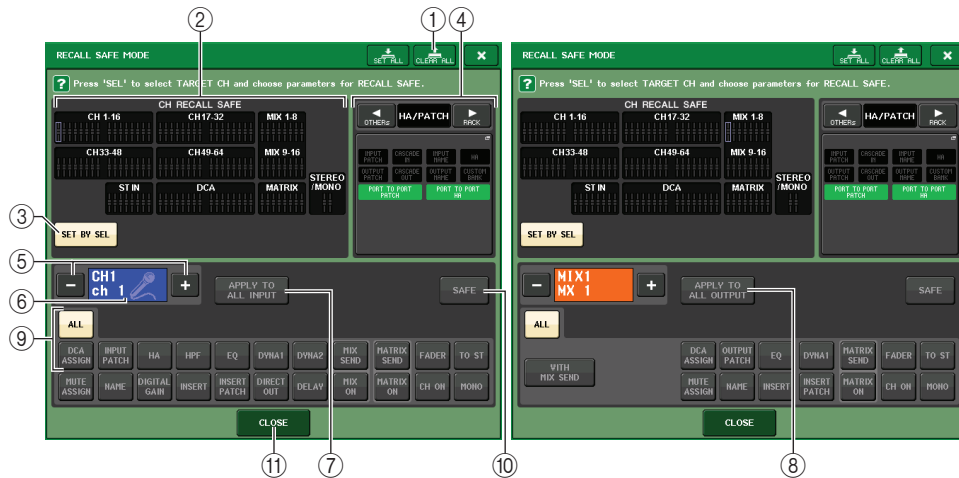 ② ① ④
RECALL SAFE MODE SET ALL CLEAR ALL
? Press 'SEL' to select TARGET CH and choose parameters for RECALL SAFE.
CH RECALL SAFE
CH 1-16 CH17-32 MIX 1-8
CH33-48 CH49-64 MIX 9-16
STEREO /MONO
ST IN DCA MATRIX
OTHERs HA/PATCH RACK
INPUT PATCH CASCADE IN INPUT NAME HA
OUTPUT PATCH CASCADE OUT OUTPUT NAME CUSTOM BANK
PORT TO PORT PATCH PORT TO PORT HA
③ SET BY SEL
⑤ − CH1 +
⑥ ch 1
APPLY TO ALL INPUT
SAFE
⑨ ALL
DCA ASSIGN INPUT PATCH HA HPF EQ DYNA1 DYNA2 MIX SEND MATRIX SEND FADER TO ST
MUTE ASSIGN NAME DIGITAL GAIN INSERT INSERT PATCH DIRECT OUT DELAY MIX ON MATRIX ON CH ON MONO
CLOSE
⑪ ⑦ ⑩
RECALL SAFE MODE SET ALL CLEAR ALL
? Press 'SEL' to select TARGET CH and choose parameters for RECALL SAFE.
CH RECALL SAFE
CH 1-16 CH17-32 MIX 1-8
CH33-48 CH49-64 MIX 9-16
STEREO /MONO
ST IN DCA MATRIX
OTHERs HA/PATCH RACK
INPUT PATCH CASCADE IN INPUT NAME HA
OUTPUT PATCH CASCADE OUT OUTPUT NAME CUSTOM BANK
PORT TO PORT PATCH PORT TO PORT HA
SET BY SEL
− MIX1 +
MX 1
APPLY TO ALL OUTPUT
SAFE
ALL
WITH MIX SEND
DCA ASSIGN OUTPUT PATCH EQ DYNA1 MATRIX SEND FADER TO ST
MUTE ASSIGN NAME INSERT INSERT PATCH MATRIX ON CH ON MONO
CLOSE
⑧